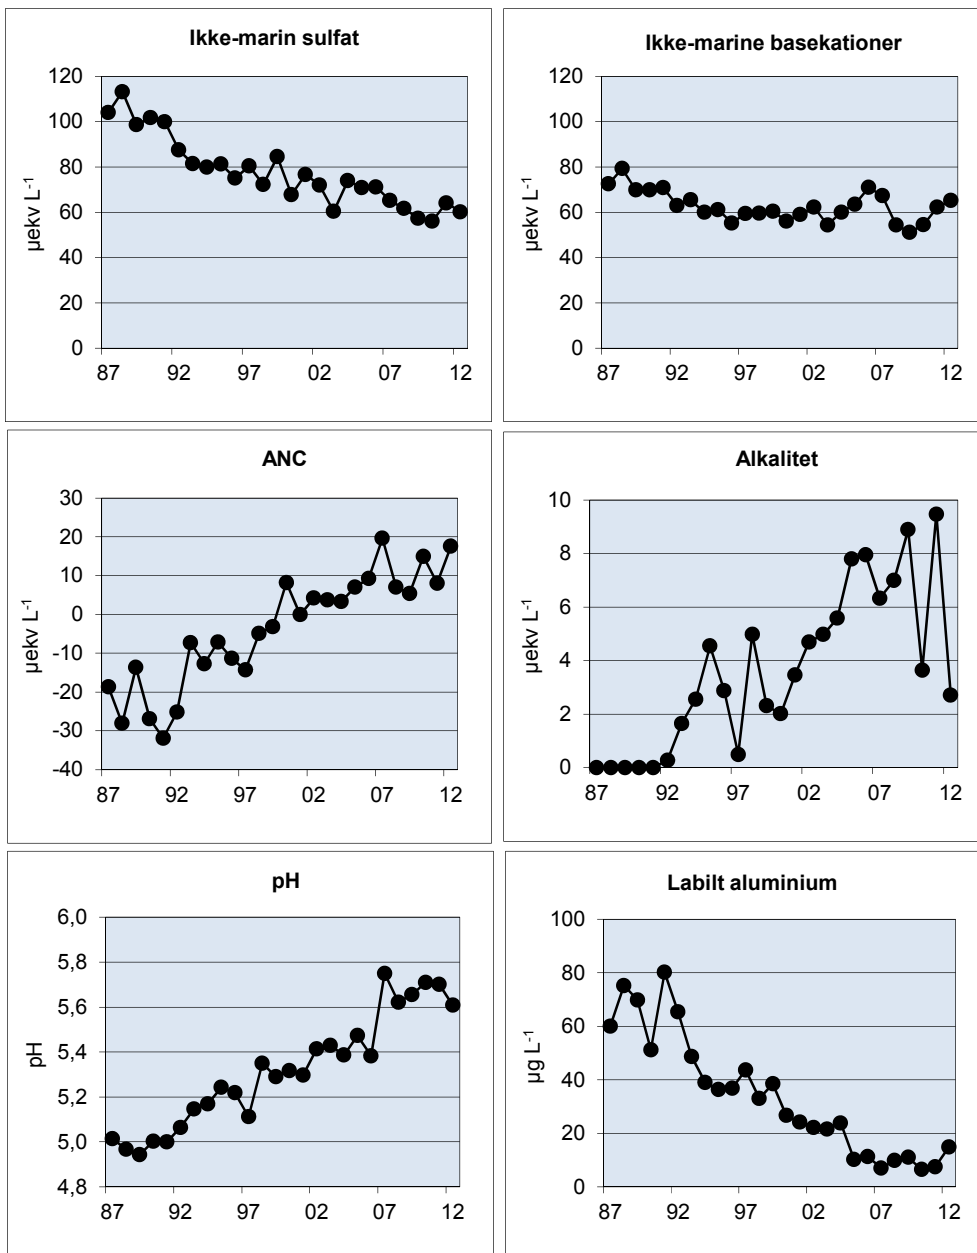 Ikke-marin sulfat
120
100
80
60
40
20
0
µekv L⁻¹
87 92 97 02 07 12
Ikke-marine basekationer
120
100
80
60
40
20
0
µekv L⁻¹
87 92 97 02 07 12
ANC
30
20
10
0
-10
-20
-30
-40
µekv L⁻¹
87 92 97 02 07 12
Alkalitet
10
8
6
4
2
0
µekv L⁻¹
87 92 97 02 07 12
pH
6,0
5,8
5,6
5,4
5,2
5,0
4,8
pH
87 92 97 02 07 12
Labilt aluminium
100
80
60
40
20
0
µg L⁻¹
87 92 97 02 07 12